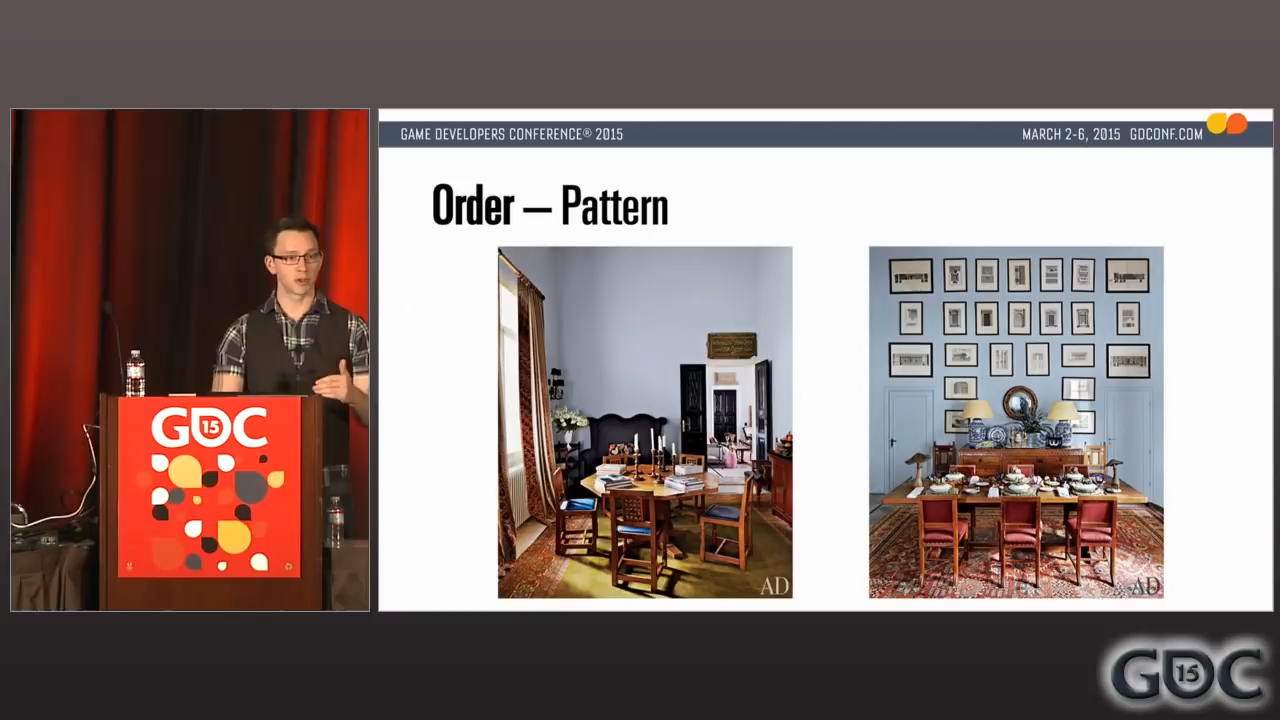 GAME DEVELOPERS CONFERENCE® 2015
MARCH 2-6, 2015 GDCONF.COM
Order – Pattern
GDC
15
AD
AD
GDC
15